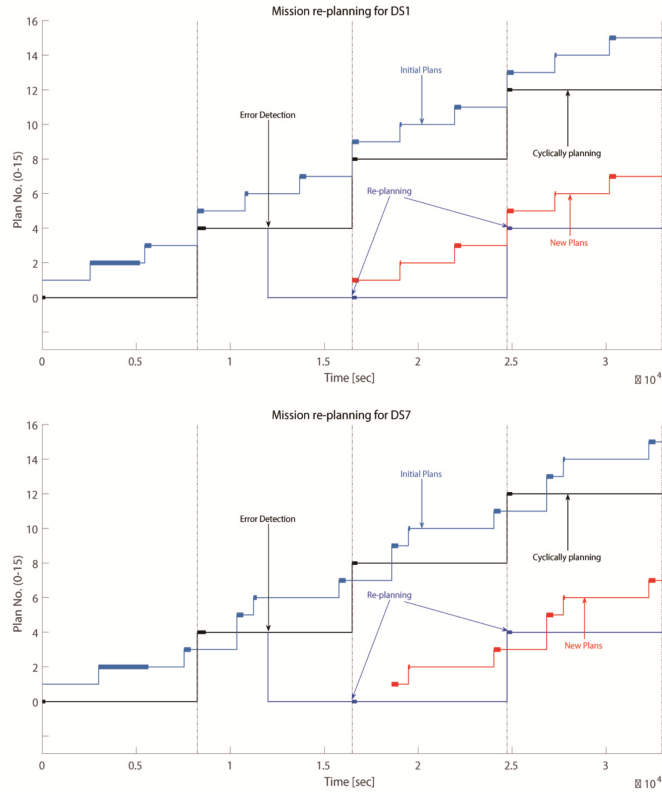 Mission re-planning for DS1
16
14
12
10
8
6
4
2
0
Plan No. (0-15)
Initial Plans
Error Detection
Cyclically planning
Re-planning
New Plans
0
0.5
1
1.5
2
2.5
3
Time [sec]
10⁴
Mission re-planning for DS7
16
14
12
10
8
6
4
2
0
Plan No. (0-15)
Initial Plans
Error Detection
Cyclically planning
Re-planning
New Plans
0
0.5
1
1.5
2
2.5
3
Time [sec]
10⁴